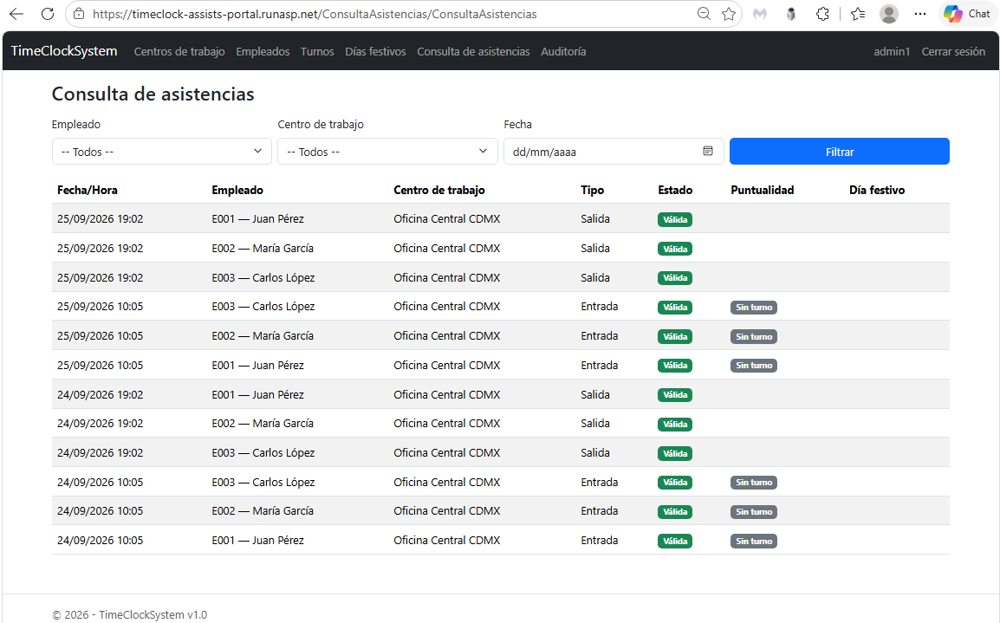 https://timeclock-assists-portal.runasp.net/ConsultaAsistencias/ConsultaAsistencias Chat
TimeClockSystem Centros de trabajo Empleados Turnos Días festivos Consulta de asistencias Auditoría admin1 Cerrar sesión
Consulta de asistencias
Empleado Centro de trabajo Fecha
-- Todos -- -- Todos -- dd/mm/aaaa Filtrar
Fecha/Hora Empleado Centro de trabajo Tipo Estado Puntualidad Día festivo
25/09/2026 19:02 E001 — Juan Pérez Oficina Central CDMX Salida Válida
25/09/2026 19:02 E002 — María García Oficina Central CDMX Salida Válida
25/09/2026 19:02 E003 — Carlos López Oficina Central CDMX Salida Válida
25/09/2026 10:05 E003 — Carlos López Oficina Central CDMX Entrada Válida Sin turno
25/09/2026 10:05 E002 — María García Oficina Central CDMX Entrada Válida Sin turno
25/09/2026 10:05 E001 — Juan Pérez Oficina Central CDMX Entrada Válida Sin turno
24/09/2026 19:02 E001 — Juan Pérez Oficina Central CDMX Salida Válida
24/09/2026 19:02 E002 — María García Oficina Central CDMX Salida Válida
24/09/2026 19:02 E003 — Carlos López Oficina Central CDMX Salida Válida
24/09/2026 10:05 E003 — Carlos López Oficina Central CDMX Entrada Válida Sin turno
24/09/2026 10:05 E002 — María García Oficina Central CDMX Entrada Válida Sin turno
24/09/2026 10:05 E001 — Juan Pérez Oficina Central CDMX Entrada Válida Sin turno
© 2026 - TimeClockSystem v1.0